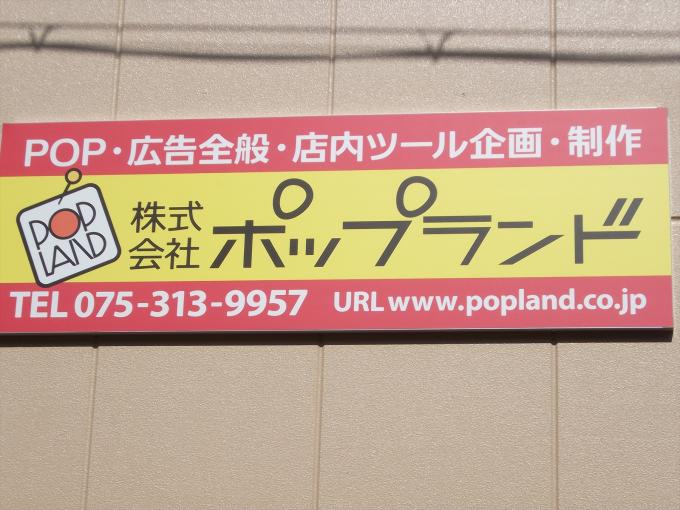 POP・広告全般・店内ツール企画・制作
POP
LAND
株式
会社
ポップランド
TEL 075-313-9957 URL www.popland.co.jp